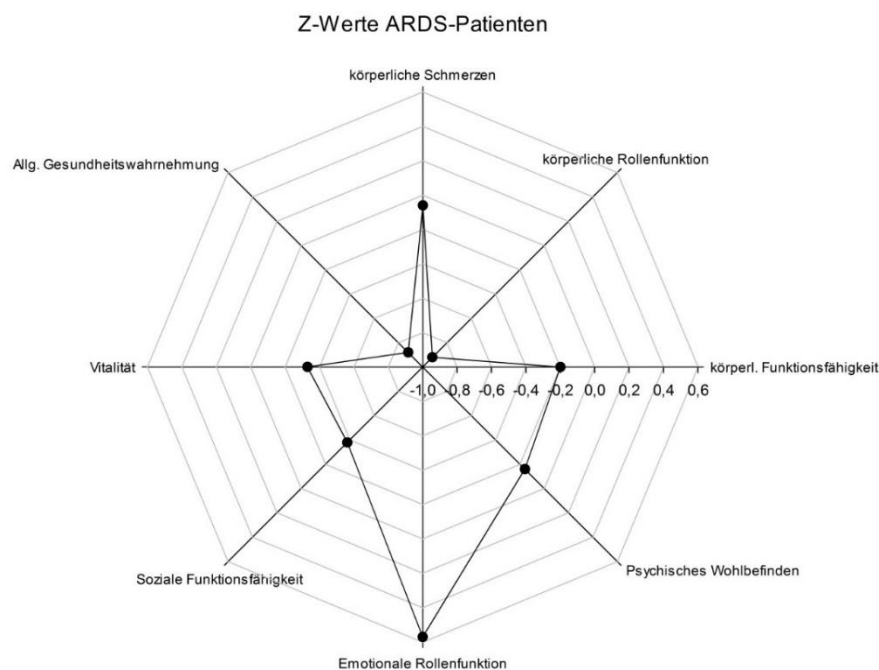 Z-Werte ARDS-Patienten
körperliche Schmerzen
körperliche Rollenfunktion
Allg. Gesundheitswahrnehmung
Vitalität
körperl. Funktionsfähigkeit
-1,0 -0,8 -0,6 -0,4 -0,2 0,0 0,2 0,4 0,6
Soziale Funktionsfähigkeit
Psychisches Wohlbefinden
Emotionale Rollenfunktion